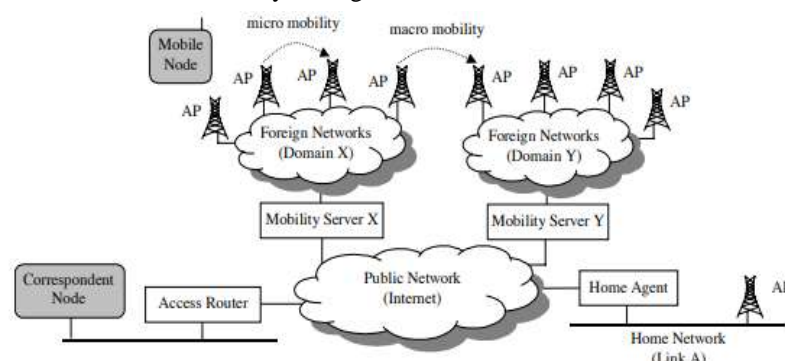 micro mobility
macro mobility
Mobile
Node
AP
AP
AP
AP
AP
AP
AP
AP
Foreign Networks
(Domain X)
Foreign Networks
(Domain Y)
Mobility Server X
Mobility Server Y
Correspondent
Node
Access Router
Public Network
(Internet)
Home Agent
Home Network
(Link A)